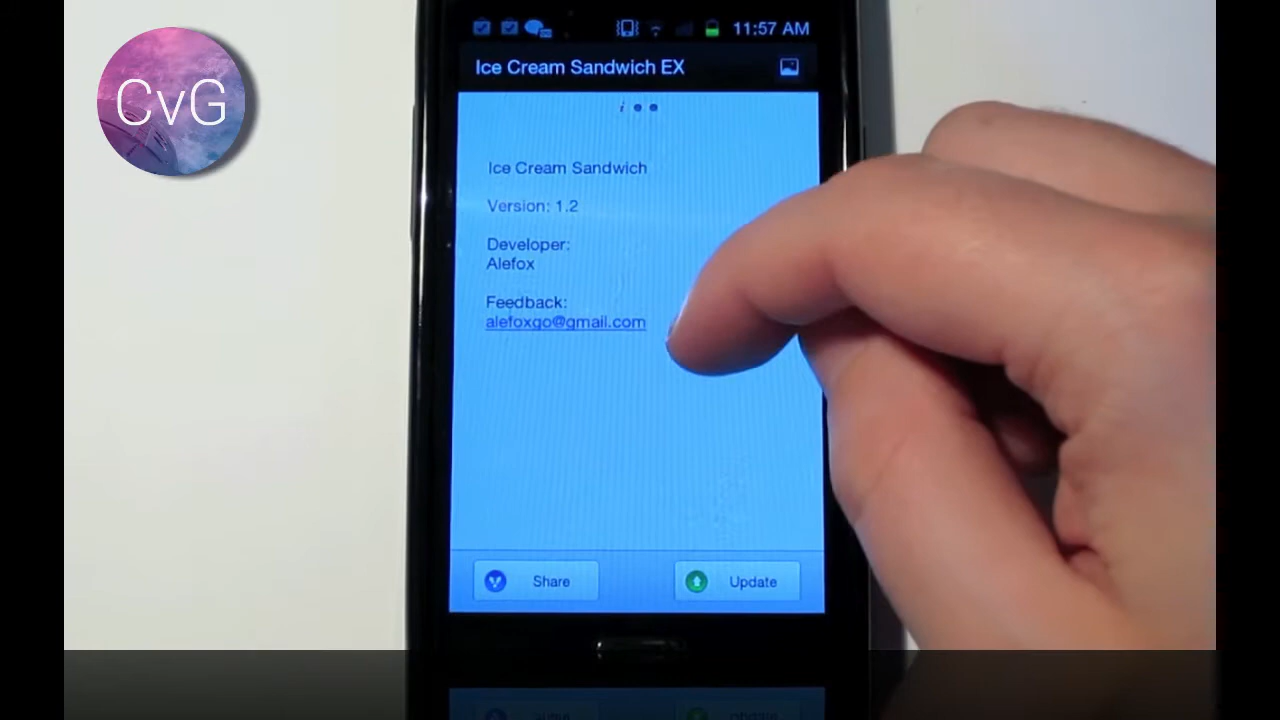 CvG
11:57 AM
Ice Cream Sandwich EX
Ice Cream Sandwich
Version: 1.2
Developer:
Alefox
Feedback:
alefoxgo@gmail.com
Share
Update